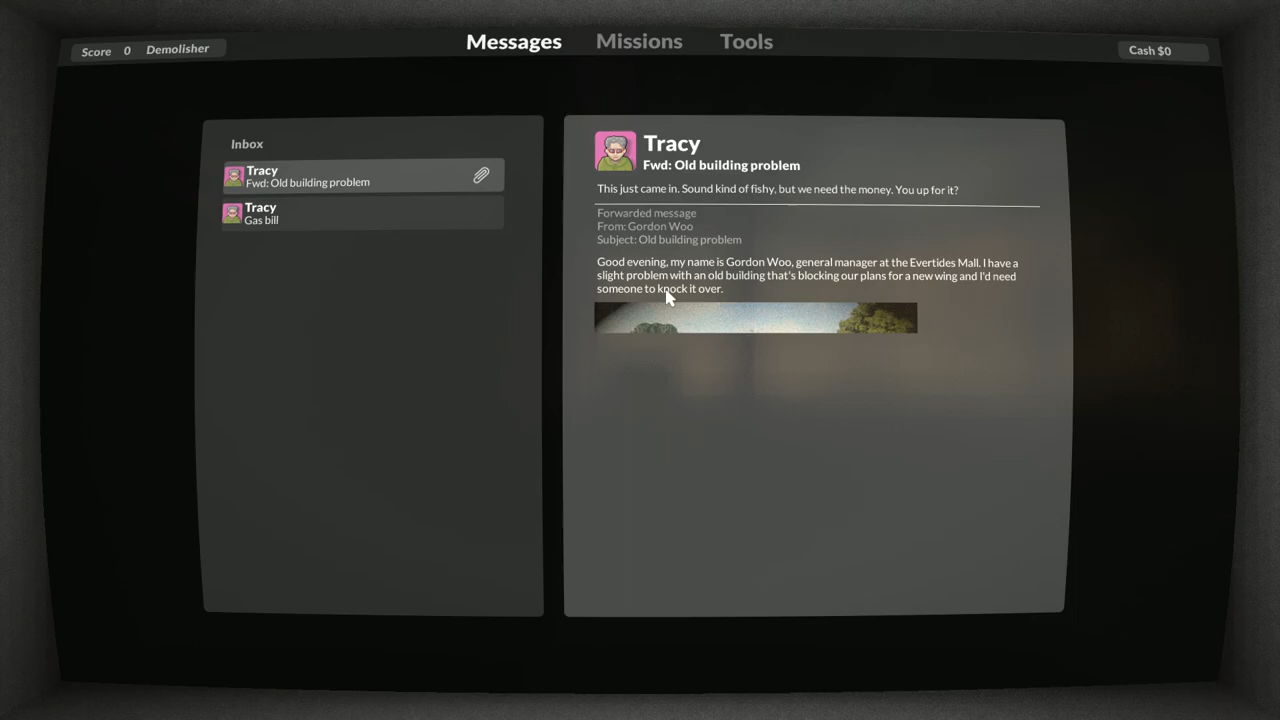 Score 0 Demolisher
Messages Missions Tools
Cash $0
Inbox
Tracy
Fwd: Old building problem
Tracy
Gas bill
Tracy
Fwd: Old building problem
This just came in. Sound kind of fishy, but we need the money. You up for it?
Forwarded message
From: Gordon Woo
Subject: Old building problem
Good evening, my name is Gordon Woo, general manager at the Evertides Mall. I have a
slight problem with an old building that's blocking our plans for a new wing and I'd need
someone to knock it over.